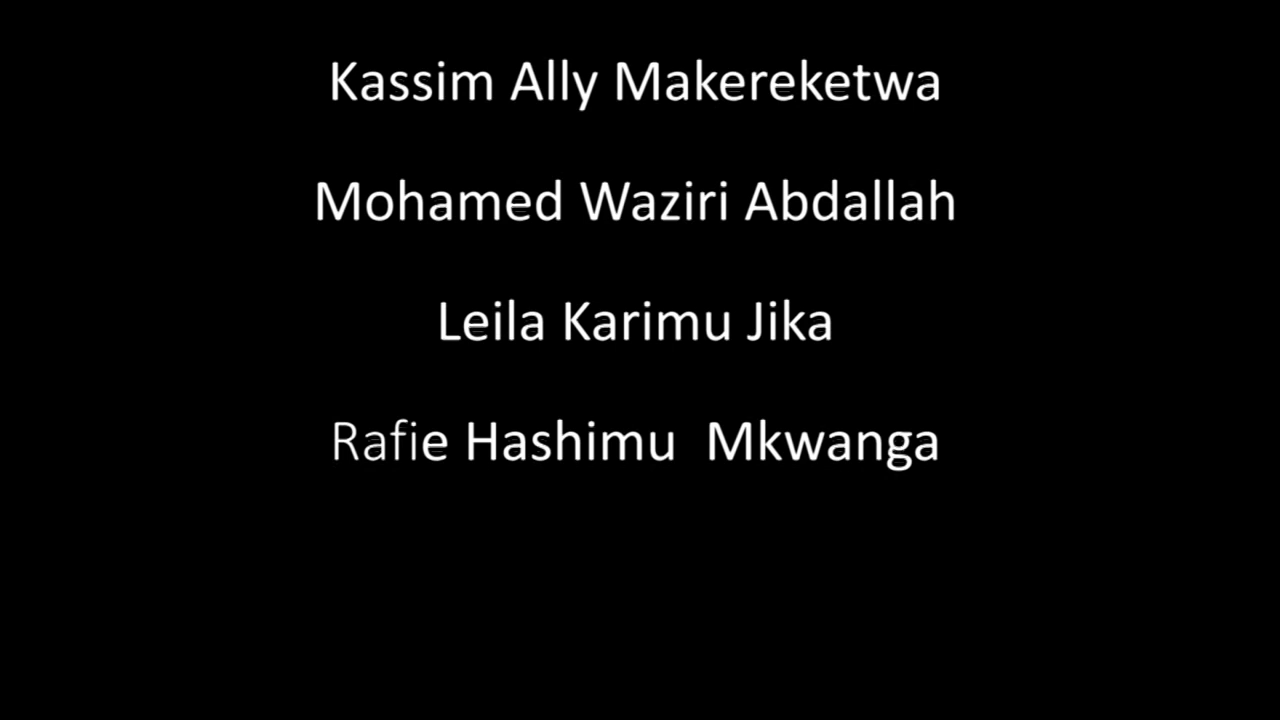 Kassim Ally Makereketwa
Mohamed Waziri Abdallah
Leila Karimu Jika
Rafie Hashimu  Mkwanga